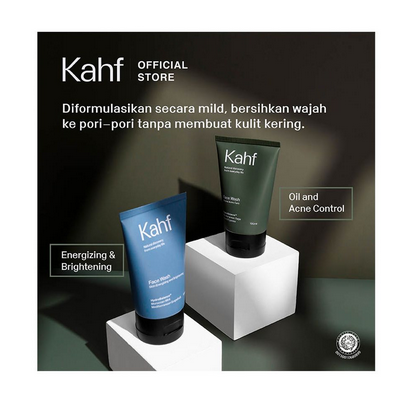 Kahf OFFICIAL
STORE
Diformulasikan secara mild, bersihkan wajah
ke pori–pori tanpa membuat kulit kering.
Kahf
Face Wash
Oil and
Acne Control
Kahf
Face Wash
Energizing &
Brightening